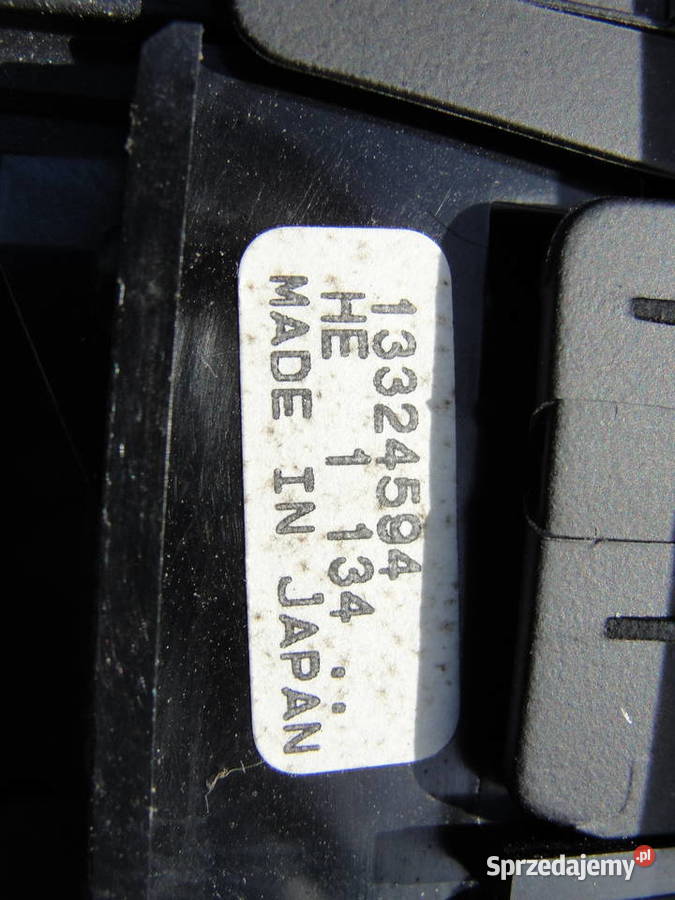 13324594
HE 1 134 ..
MADE IN JAPAN
Sprzedajemy.pl